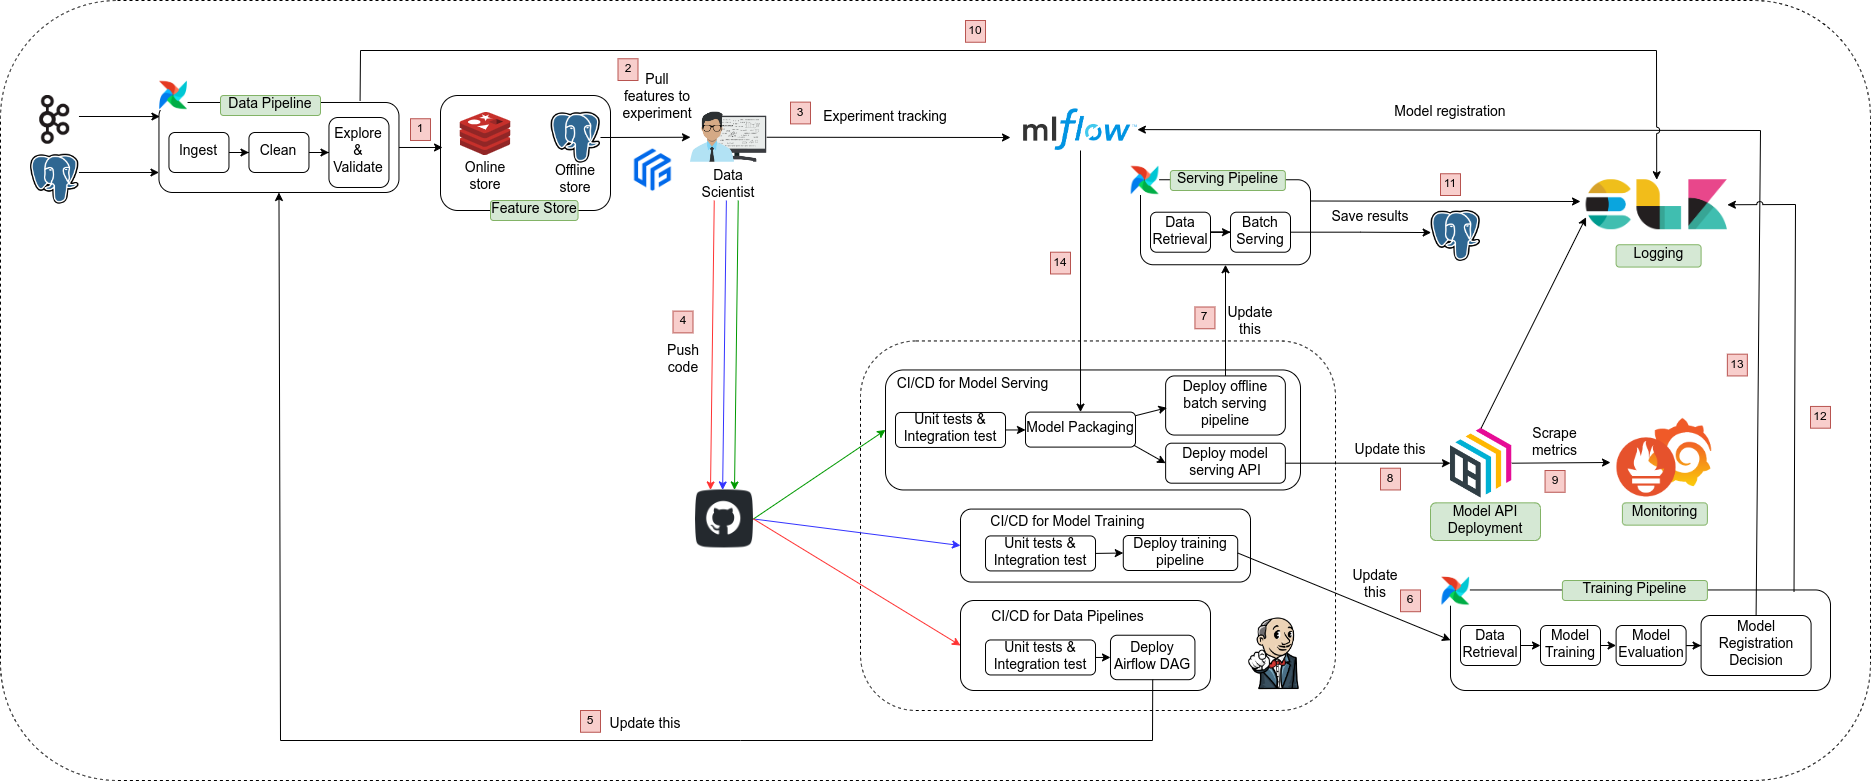 10
Data Pipeline
Ingest
Clean
Explore
&
Validate
1
Online
store
Offline
store
Feature Store
2
Pull
features to
experiment
Data
Scientist
3
Experiment tracking
mlflow
Model registration
Serving Pipeline
Data
Retrieval
Batch
Serving
11
Save results
ELK
Logging
14
4
Push
code
7
Update
this
CI/CD for Model Serving
Unit tests &
Integration test
Model Packaging
Deploy offline
batch serving
pipeline
Deploy model
serving API
Update this
8
Model API
Deployment
Scrape
metrics
9
Monitoring
13
12
CI/CD for Model Training
Unit tests &
Integration test
Deploy training
pipeline
Update
this
6
Training Pipeline
Data
Retrieval
Model
Training
Model
Evaluation
Model
Registration
Decision
CI/CD for Data Pipelines
Unit tests &
Integration test
Deploy
Airflow DAG
5
Update this